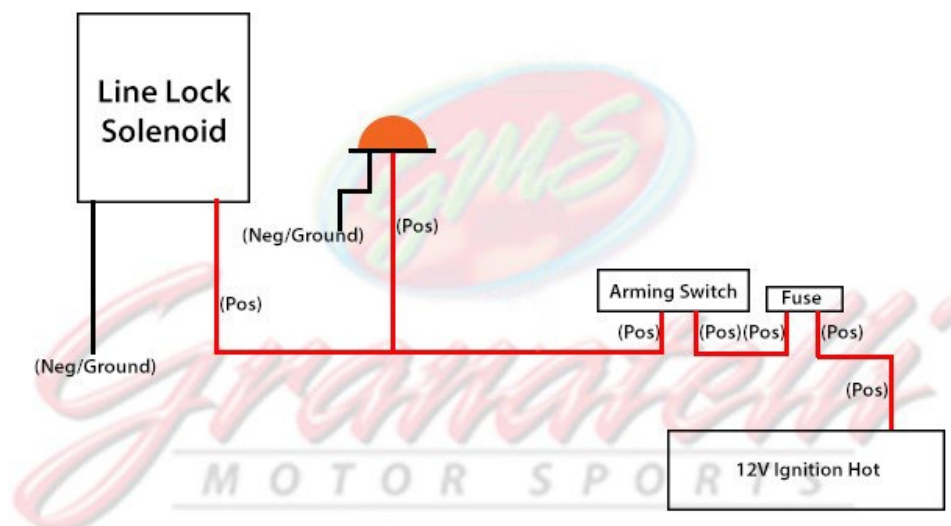 Line Lock
Solenoid
GMS
(Neg/Ground)
(Pos)
Arming Switch
Fuse
(Pos)
(Pos)
(Pos)(Pos)
(Pos)
(Neg/Ground)
(Pos)
Granatelli
12V Ignition Hot
MOTOR SPORTS